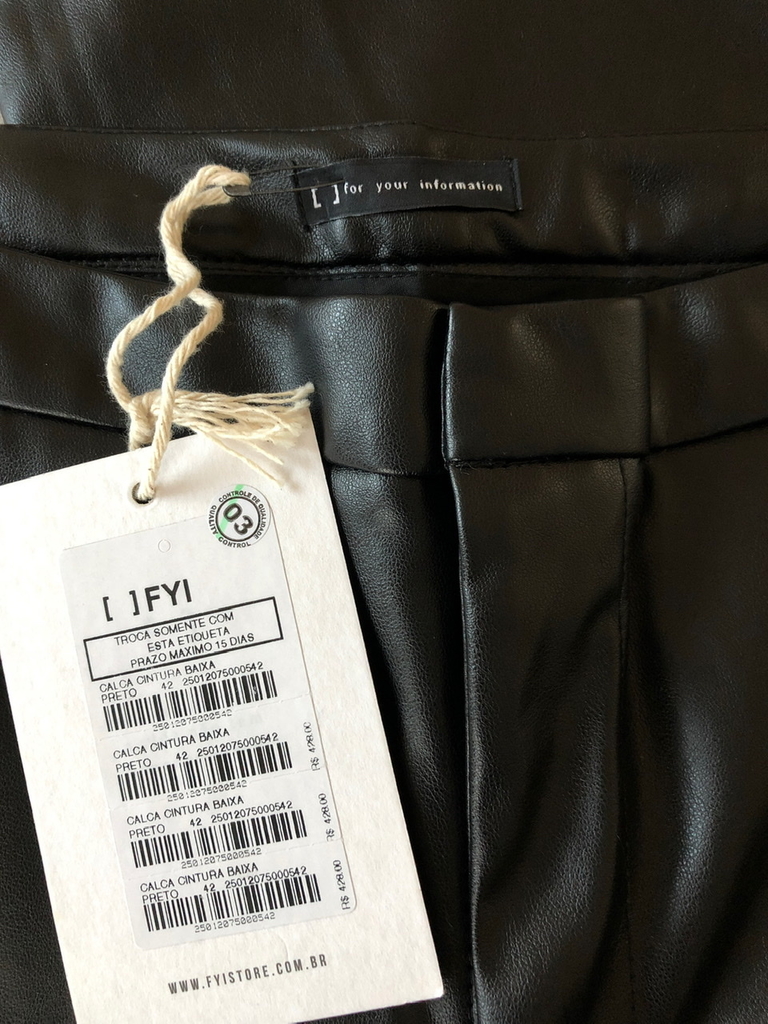 [ ] for your information
CONTROLE DE QUALIDADE
03
QUALITY CONTROL
[ ] FYI
TROCA SOMENTE COM
ESTA ETIQUETA
PRAZO MAXIMO 15 DIAS
CALCA CINTURA BAIXA
PRETO 42 25012075000542
25012075000542
CALCA CINTURA BAIXA
PRETO 42 25012075000542
25012075000542
R$ 428.00
CALCA CINTURA BAIXA
PRETO 42 25012075000542
25012075000542
R$ 428.00
CALCA CINTURA BAIXA
PRETO 42 25012075000542
25012075000542
R$ 428.00
WWW.FYISTORE.COM.BR